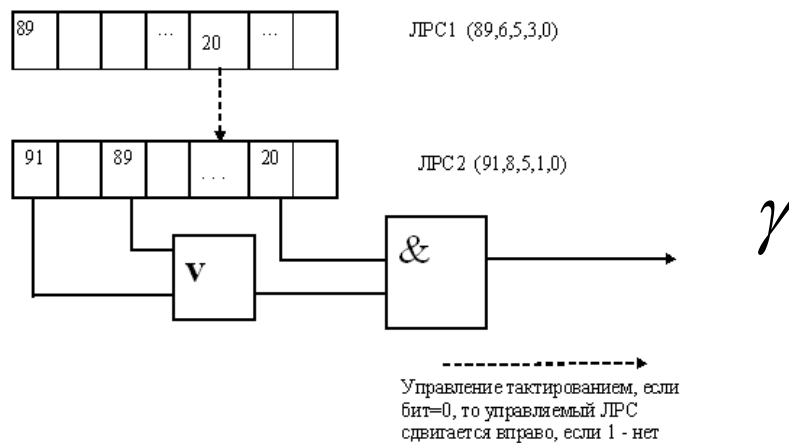 89 ... 20 ... ЛРС1 (89,6,5,3,0)
91 89 ... 20 ЛРС2 (91,8,5,1,0)
γ
v &
Управление тактированием, если
бит=0, то управляемый ЛРС
сдвигается вправо, если 1 - нет